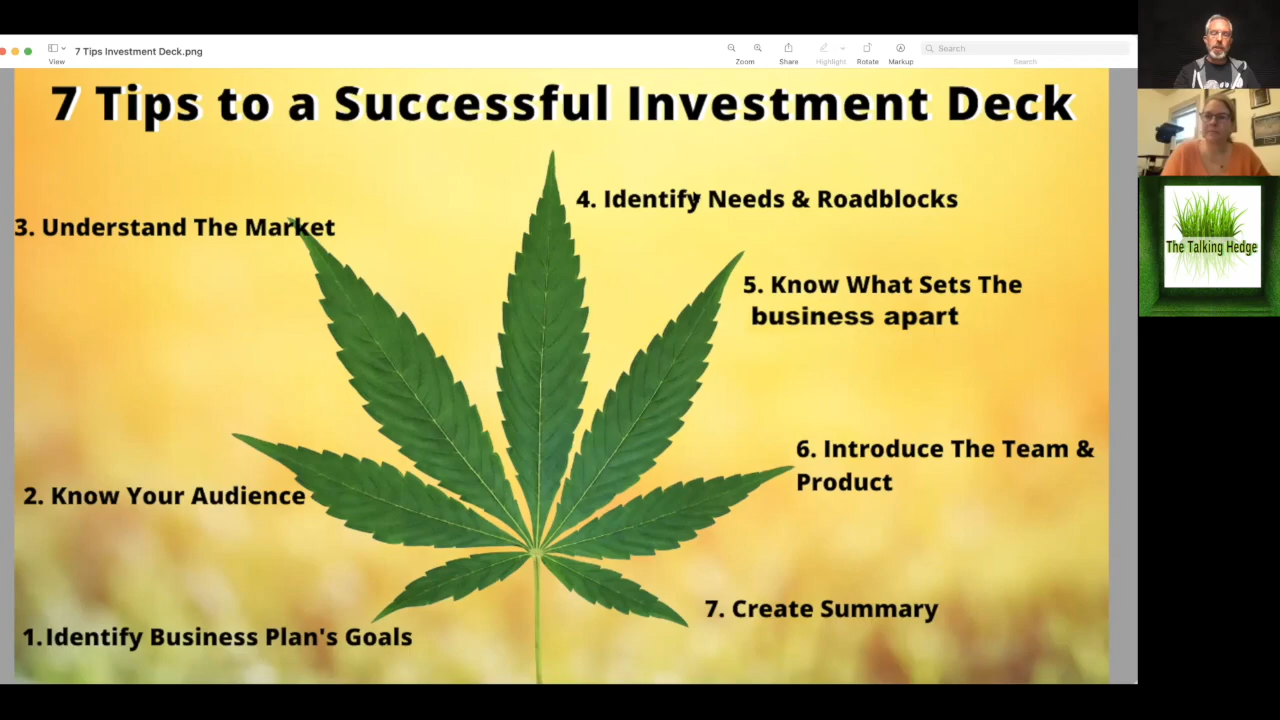 7 Tips Investment Deck.png
View
Zoom
Share
Highlight
Rotate
Markup
Search
Search
7 Tips to a Successful Investment Deck
4. Identify Needs & Roadblocks
3. Understand The Market
5. Know What Sets The
business apart
6. Introduce The Team &
Product
2. Know Your Audience
7. Create Summary
1.Identify Business Plan's Goals
The Talking Hedge